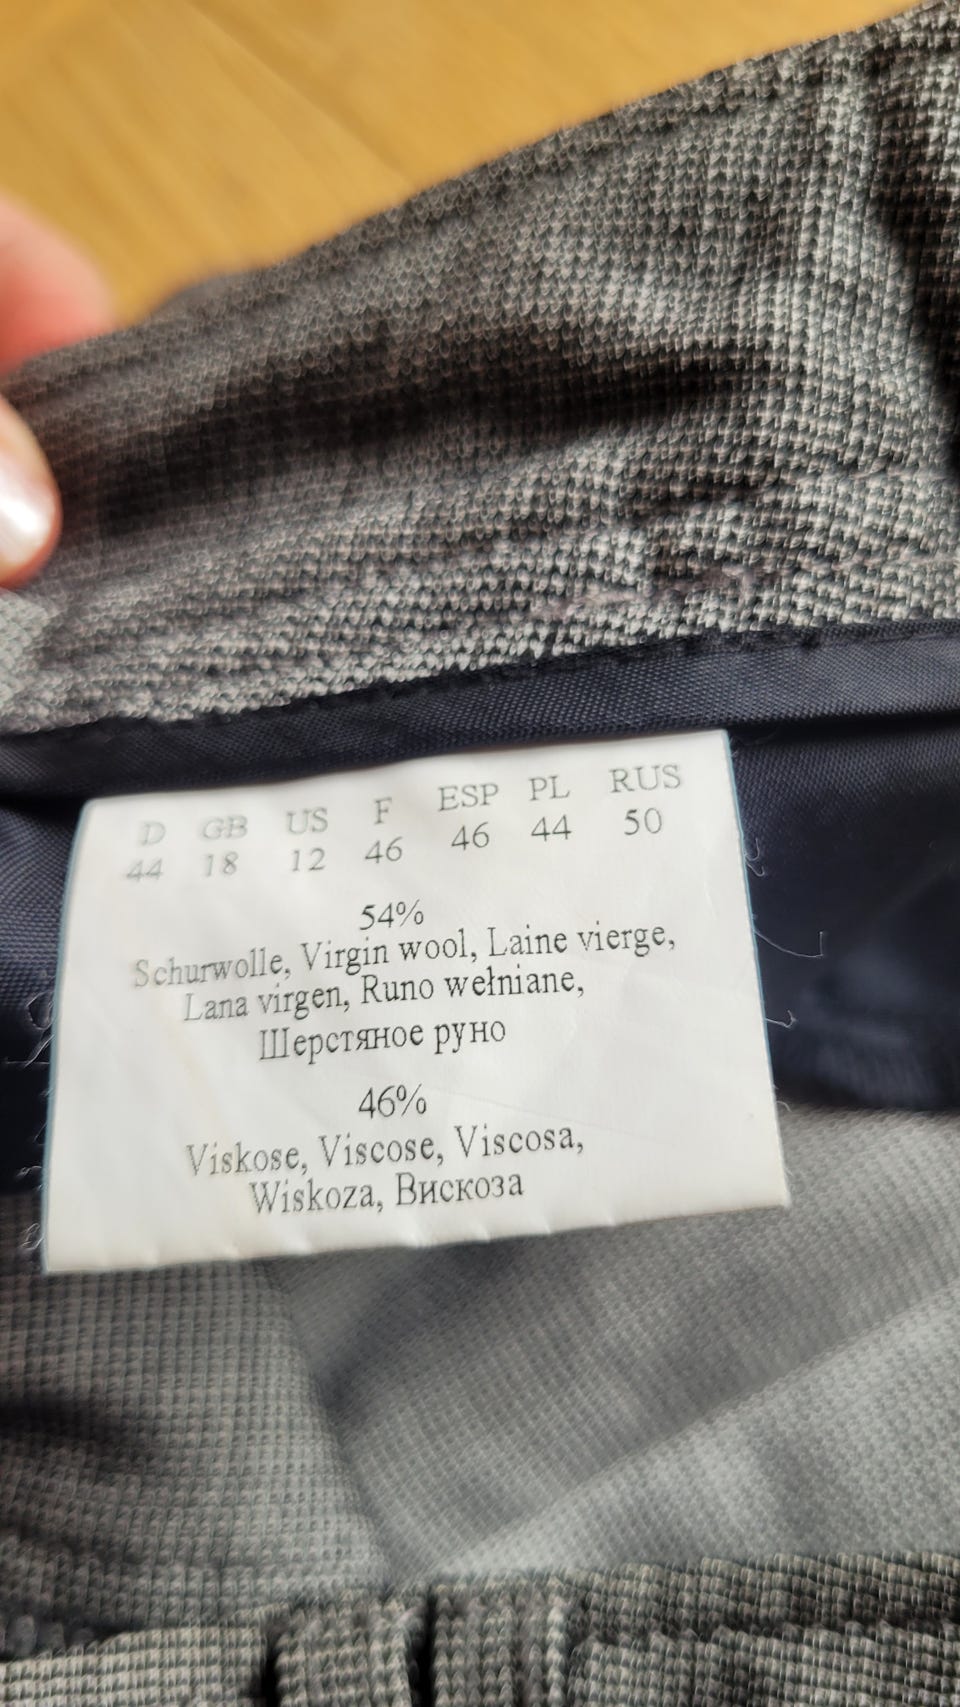 D GB US F ESP PL RUS
44 18 12 46 46 44 50
54%
Schurwolle, Virgin wool, Laine vierge,
Lana virgen, Runo wełniane,
Шерстяное руно
46%
Viskose, Viscose, Viscosa,
Wiskoza, Вискоза